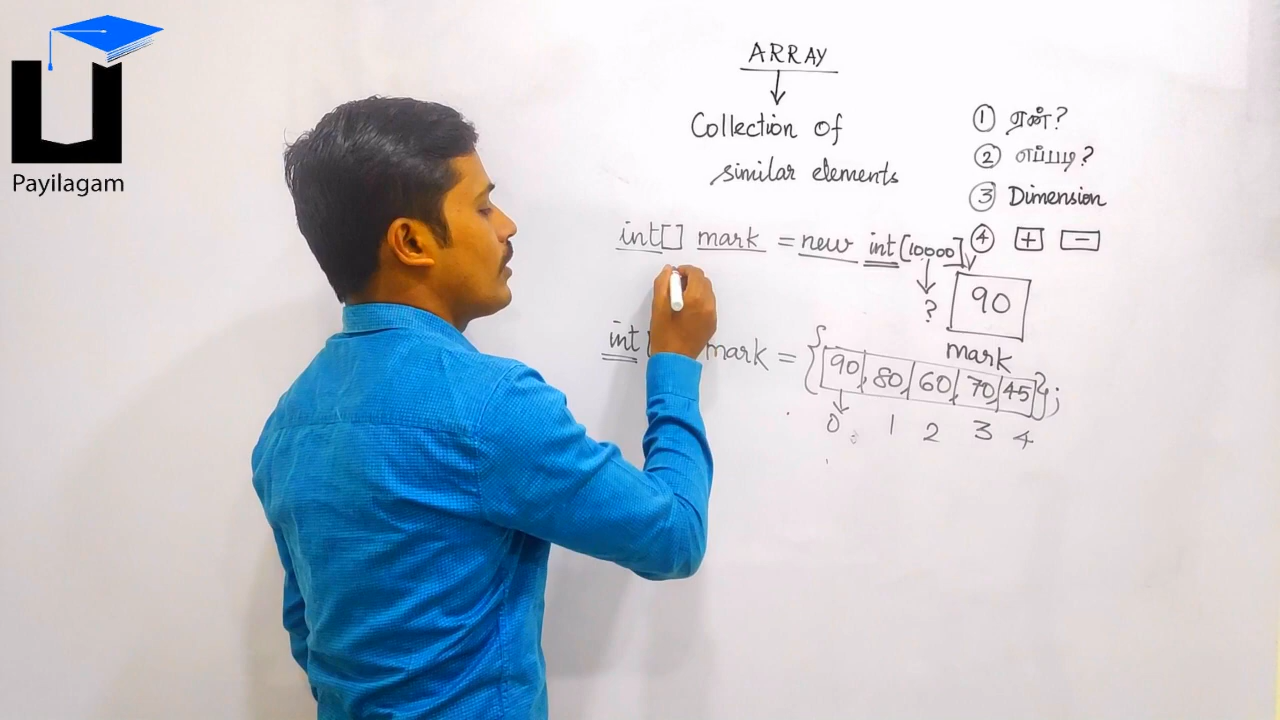 Payilagam
ARRAY
Collection of
similar elements
① ஏன்?
② எப்படி?
③ Dimension
④ + −
int[] mark = new int[10000]
?
90
mark
int mark = {90, 80, 60, 70, 45};
0 1 2 3 4